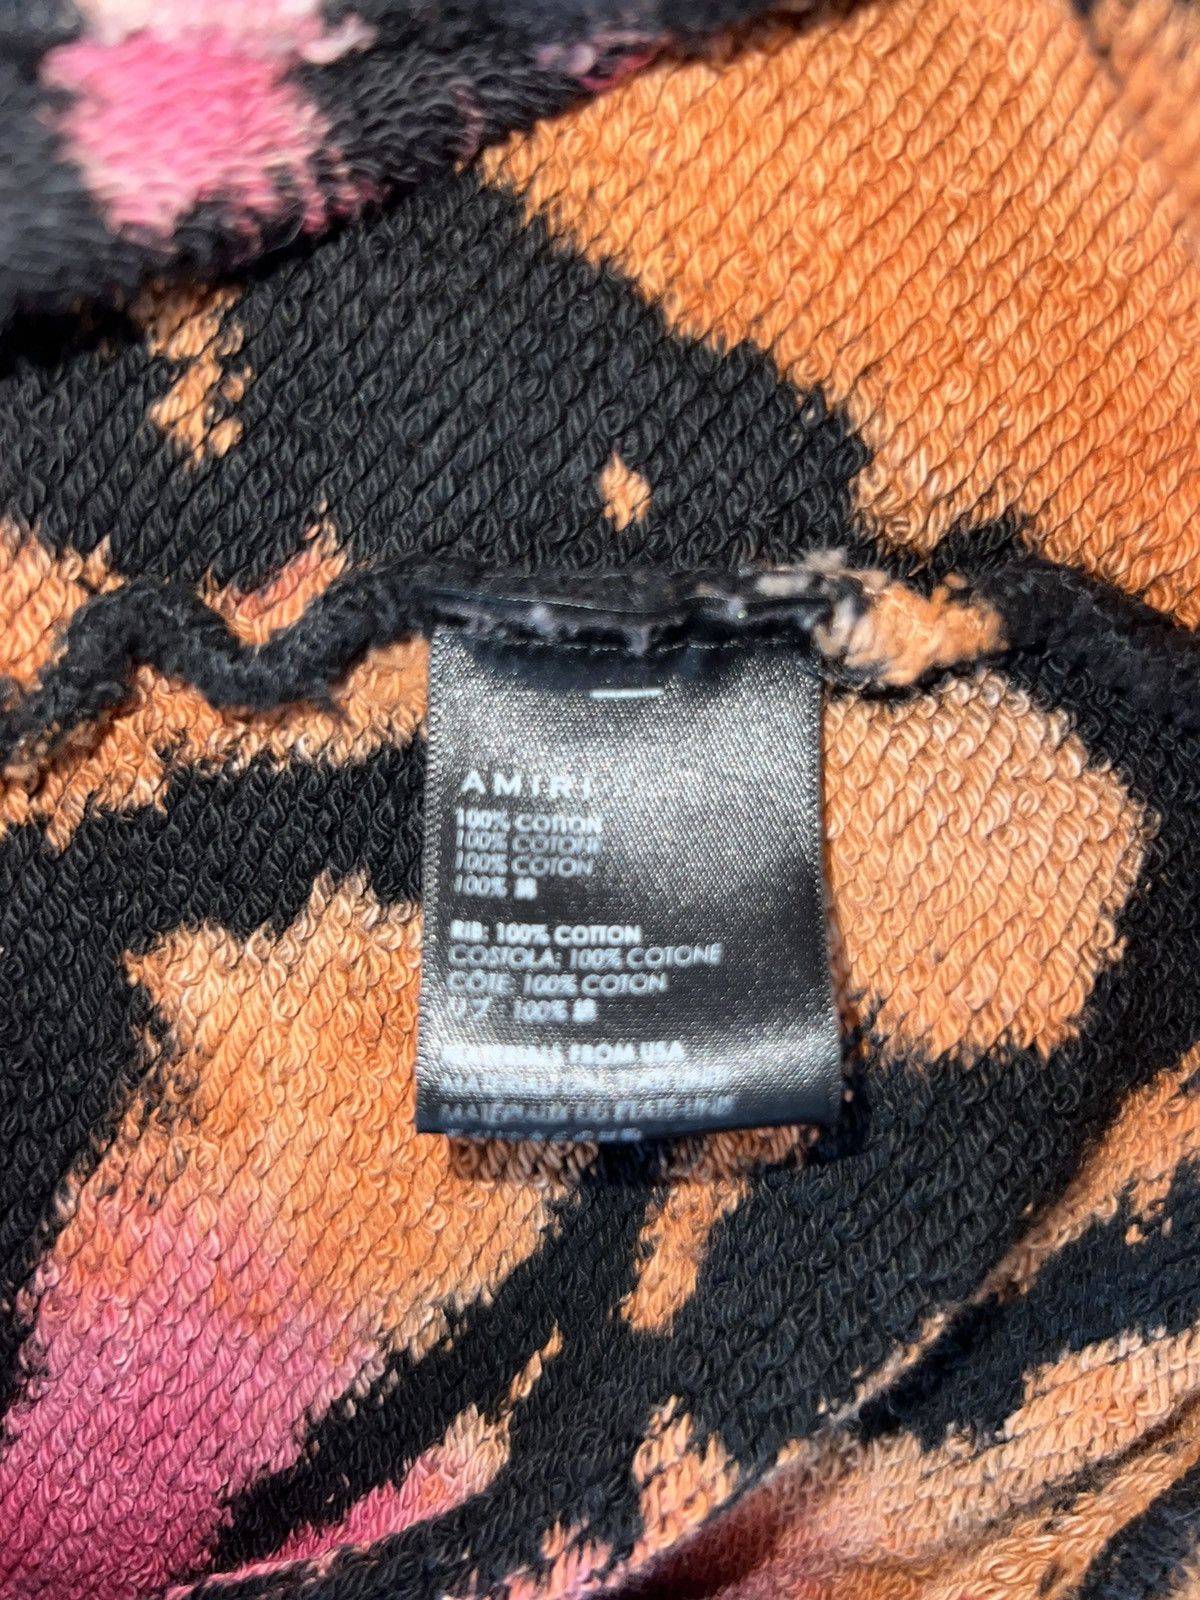 AMIRI
100% COTTON
100% COTONE
100% COTON
100% 綿
RIB: 100% COTTON
COSTOLA: 100% COTONE
CÔTE: 100% COTON
リブ: 100% 綿
MATERIALS FROM USA